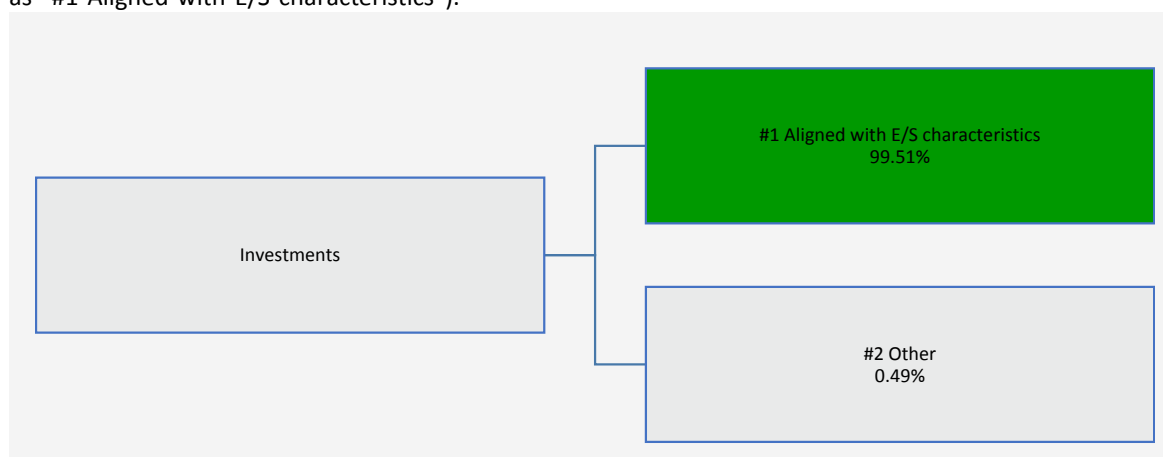 as "#1 Aligned with E/S characteristics").
#1 Aligned with E/S characteristics
99.51%
Investments
#2 Other
0.49%